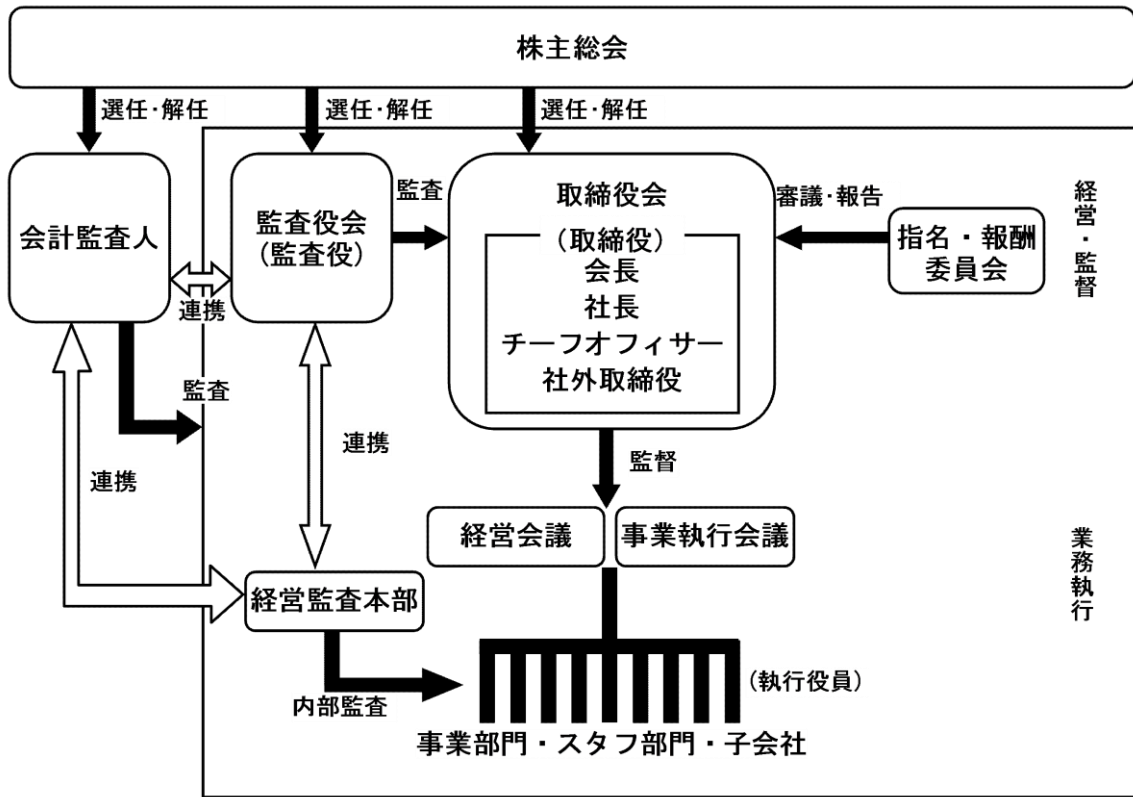 株主総会
選任・解任
選任・解任
選任・解任
会計監査人
監査役会
（監査役）
監査
取締役会
（取締役）
会長
社長
チーフオフィサー
社外取締役
審議・報告
指名・報酬
委員会
経営・監督
連携
監査
連携
連携
監督
経営会議
事業執行会議
業務執行
経営監査本部
内部監査
（執行役員）
事業部門・スタフ部門・子会社